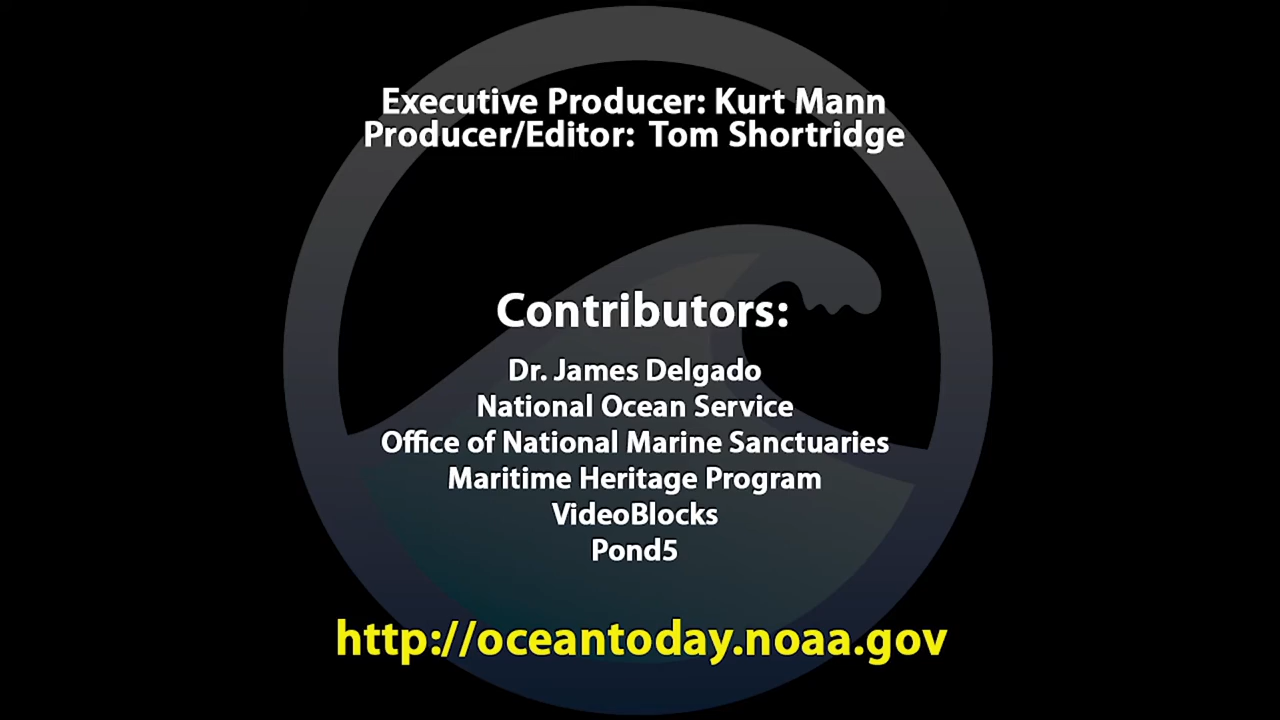 Executive Producer: Kurt Mann
Producer/Editor: Tom Shortridge
Contributors:
Dr. James Delgado
National Ocean Service
Office of National Marine Sanctuaries
Maritime Heritage Program
VideoBlocks
Pond5
http://oceantoday.noaa.gov